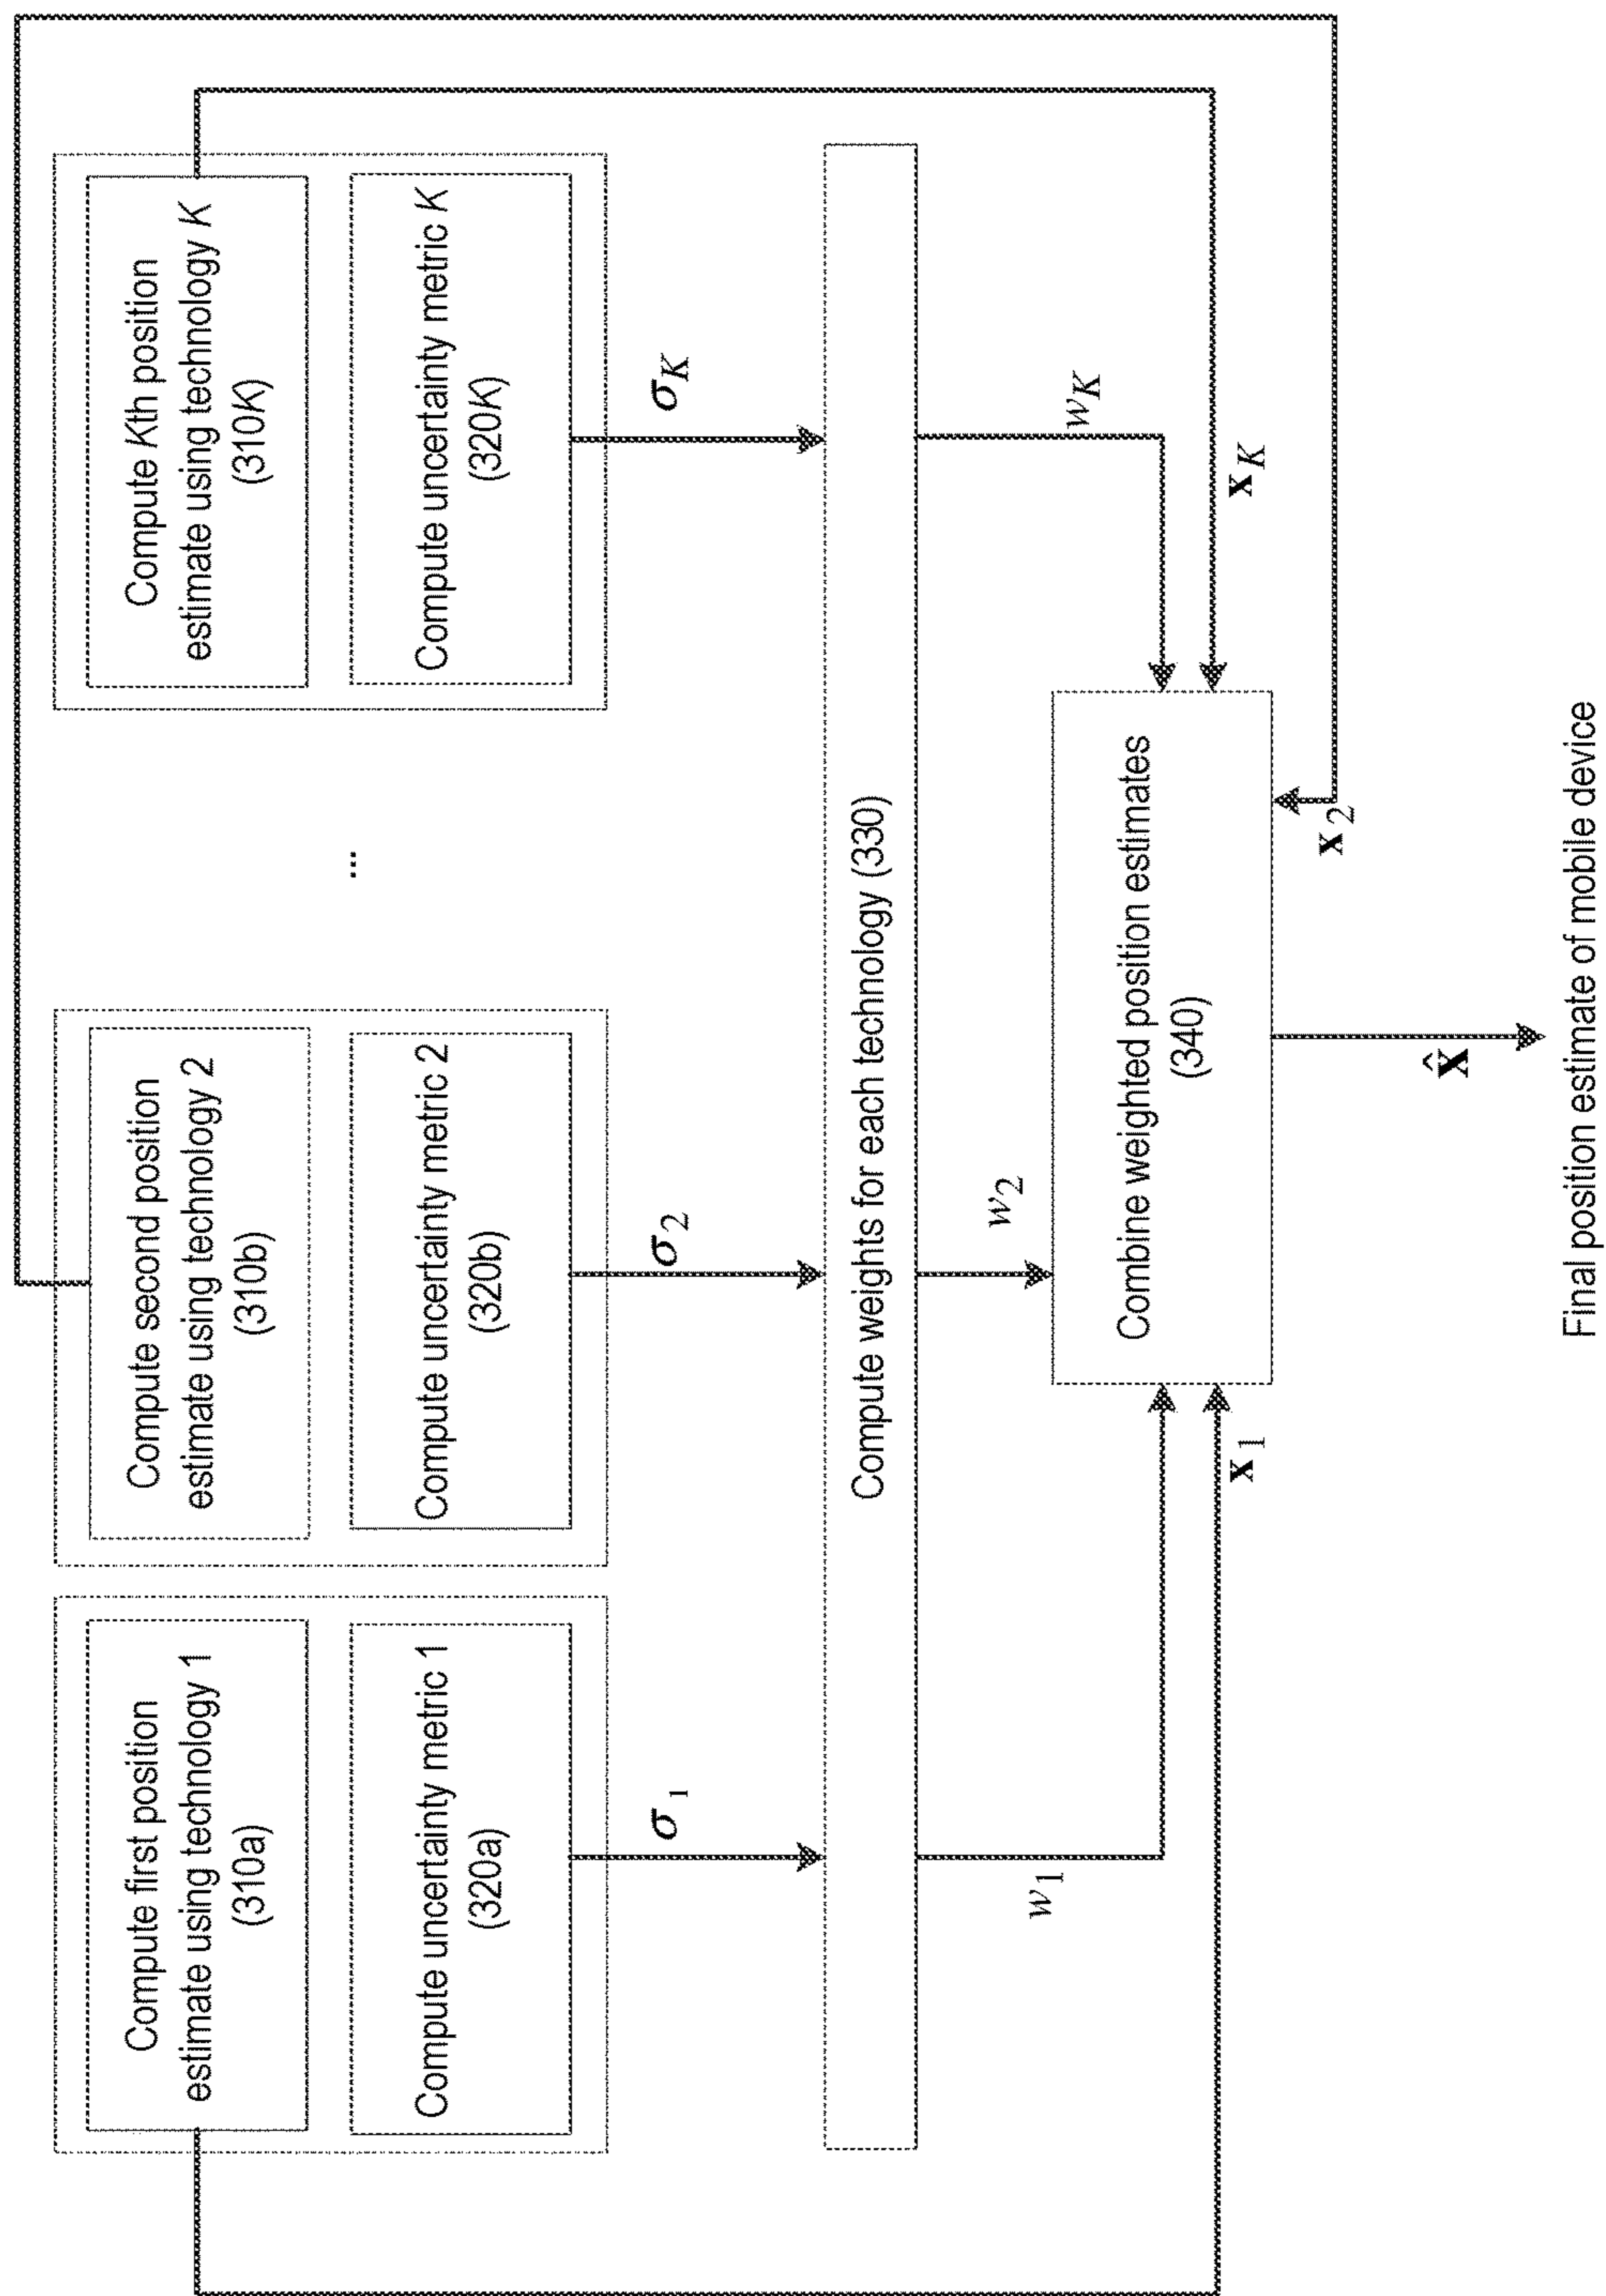 Compute first position
estimate using technology 1
(310a)
Compute uncertainty metric 1
(320a)
Compute second position
estimate using technology 2
(310b)
Compute uncertainty metric 2
(320b)
...
Compute Kth position
estimate using technology K
(310K)
Compute uncertainty metric K
(320K)
σ1
σ2
σK
Compute weights for each technology (330)
w1
w2
wK
Combine weighted position estimates
(340)
x1
x2
xK
x̂
Final position estimate of mobile device